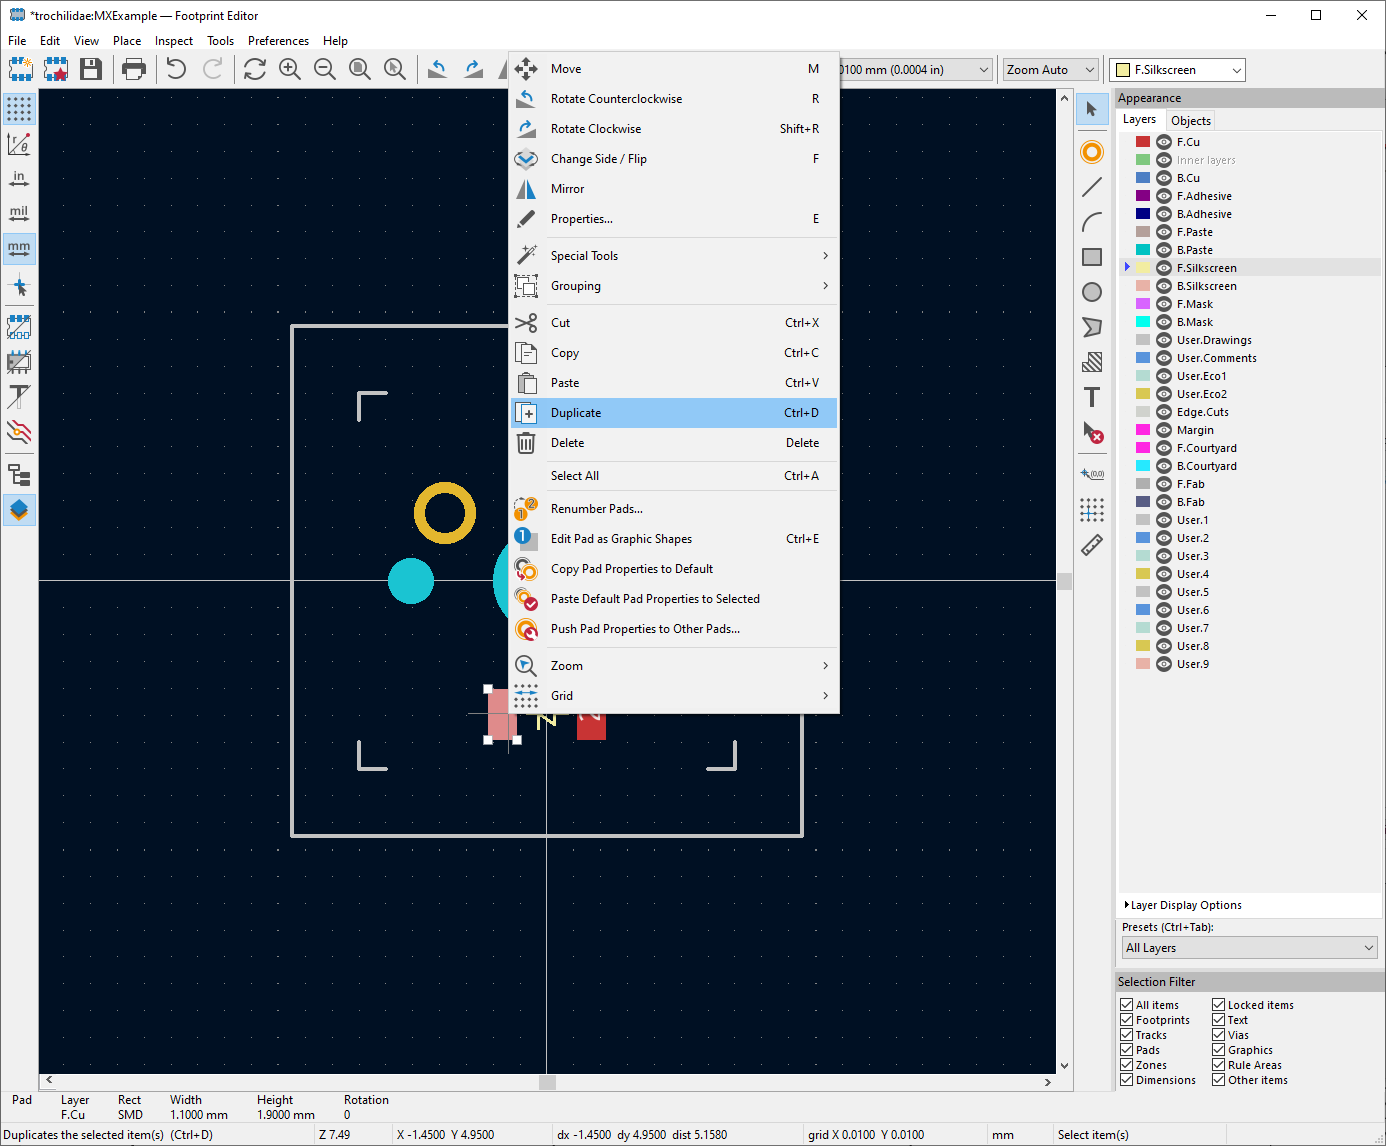 *trochilidae:MXExample — Footprint Editor
File Edit View Place Inspect Tools Preferences Help
0100 mm (0.0004 in) Zoom Auto F.Silkscreen
Move M
Rotate Counterclockwise R
Rotate Clockwise Shift+R
Change Side / Flip F
Mirror
Properties... E
Special Tools
Grouping
Cut Ctrl+X
Copy Ctrl+C
Paste Ctrl+V
Duplicate Ctrl+D
Delete Delete
Select All Ctrl+A
Renumber Pads...
Edit Pad as Graphic Shapes Ctrl+E
Copy Pad Properties to Default
Paste Default Pad Properties to Selected
Push Pad Properties to Other Pads...
Zoom
Grid
r
θ
in
mil
mm
T
(0,0)
2
Appearance
Layers Objects
F.Cu
Inner layers
B.Cu
F.Adhesive
B.Adhesive
F.Paste
B.Paste
F.Silkscreen
B.Silkscreen
F.Mask
B.Mask
User.Drawings
User.Comments
User.Eco1
User.Eco2
Edge.Cuts
Margin
F.Courtyard
B.Courtyard
F.Fab
B.Fab
User.1
User.2
User.3
User.4
User.5
User.6
User.7
User.8
User.9
Layer Display Options
Presets (Ctrl+Tab):
All Layers
Selection Filter
All items Locked items
Footprints Text
Tracks Vias
Pads Graphics
Zones Rule Areas
Dimensions Other items
Pad Layer Rect Width Height Rotation
F.Cu SMD 1.1000 mm 1.9000 mm 0
Duplicates the selected item(s) (Ctrl+D) Z 7.49 X -1.4500 Y 4.9500 dx -1.4500 dy 4.9500 dist 5.1580 grid X 0.0100 Y 0.0100 mm Select item(s)